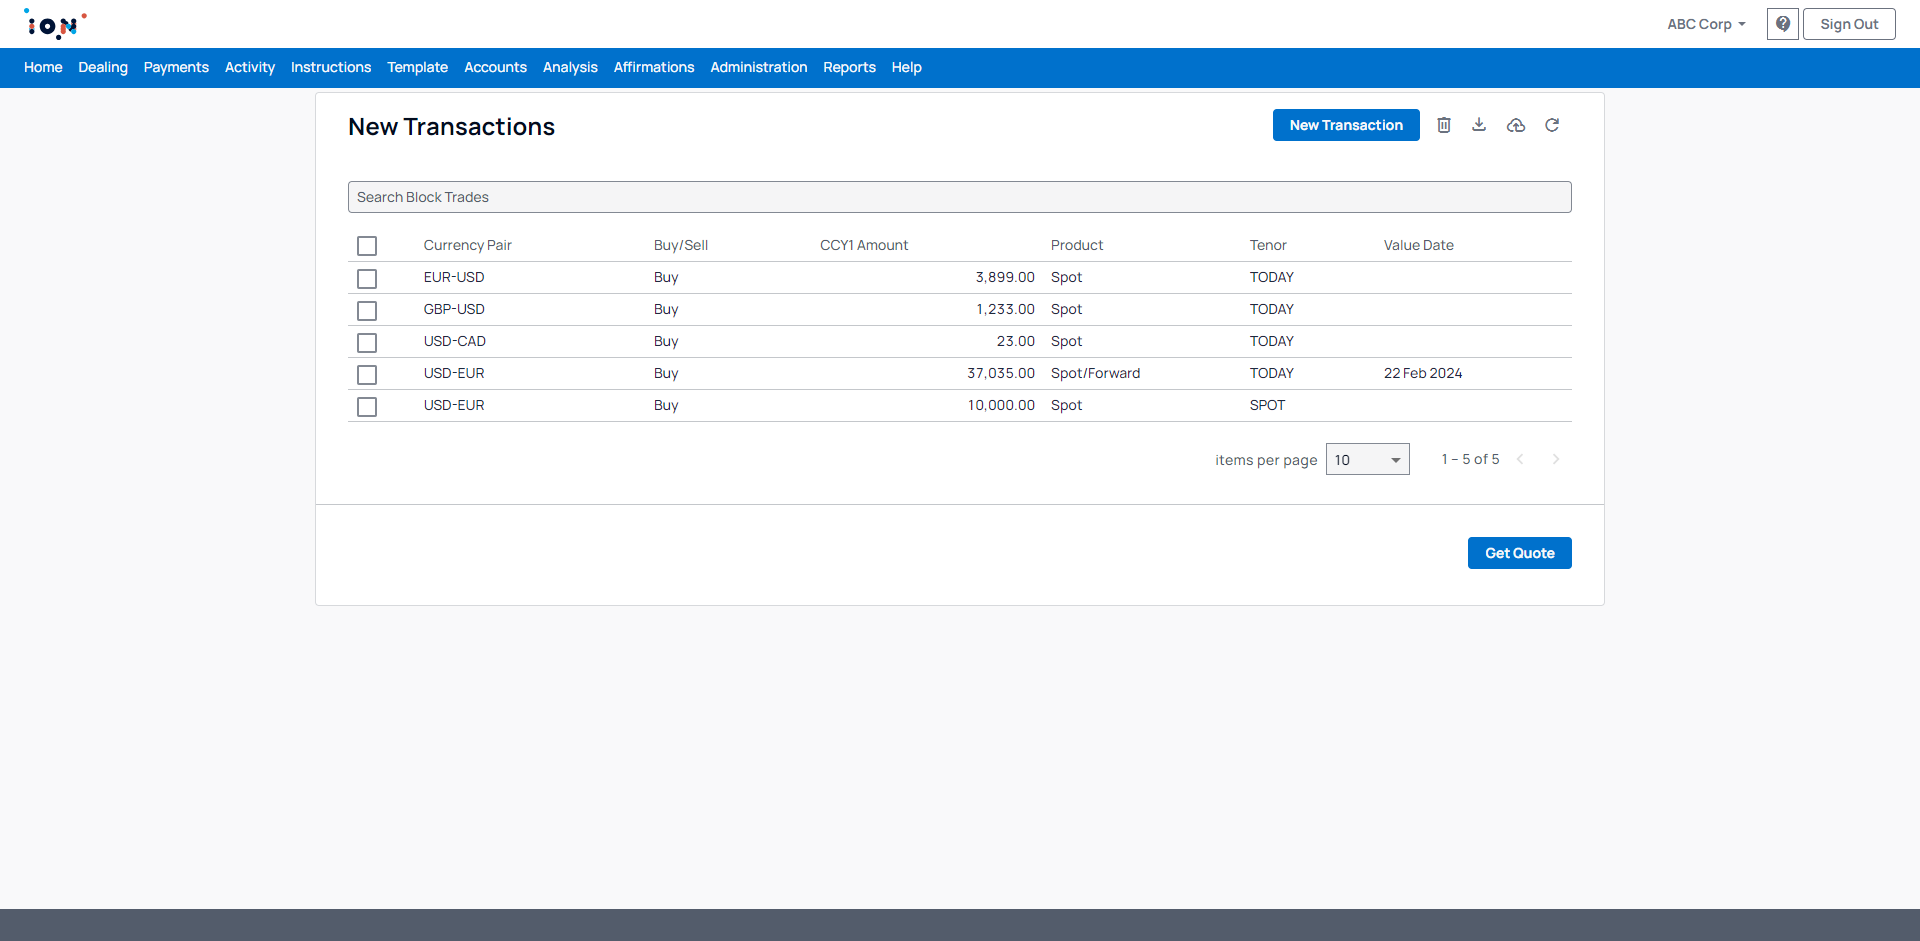 ion
ABC Corp
Sign Out
Home Dealing Payments Activity Instructions Template Accounts Analysis Affirmations Administration Reports Help
New Transactions
New Transaction
Search Block Trades
Currency Pair Buy/Sell CCY1 Amount Product Tenor Value Date
EUR-USD Buy 3,899.00 Spot TODAY
GBP-USD Buy 1,233.00 Spot TODAY
USD-CAD Buy 23.00 Spot TODAY
USD-EUR Buy 37,035.00 Spot/Forward TODAY 22 Feb 2024
USD-EUR Buy 10,000.00 Spot SPOT
items per page 10 1 – 5 of 5
Get Quote